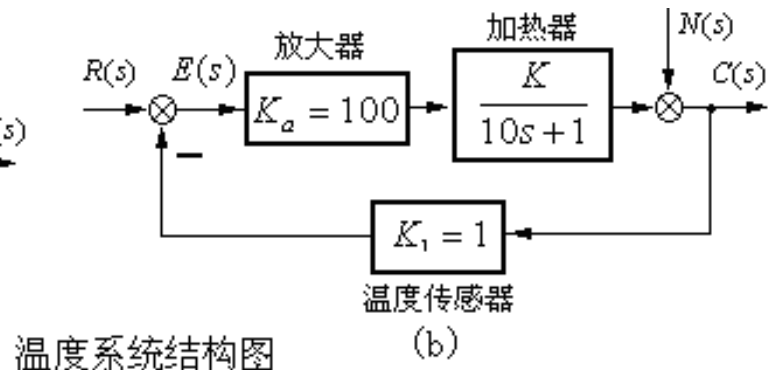 放大器
加热器
N(s)
R(s)
E(s)
K_a = 100
K
10s+1
C(s)
(s)
K_1 = 1
温度传感器
(b)
温度系统结构图